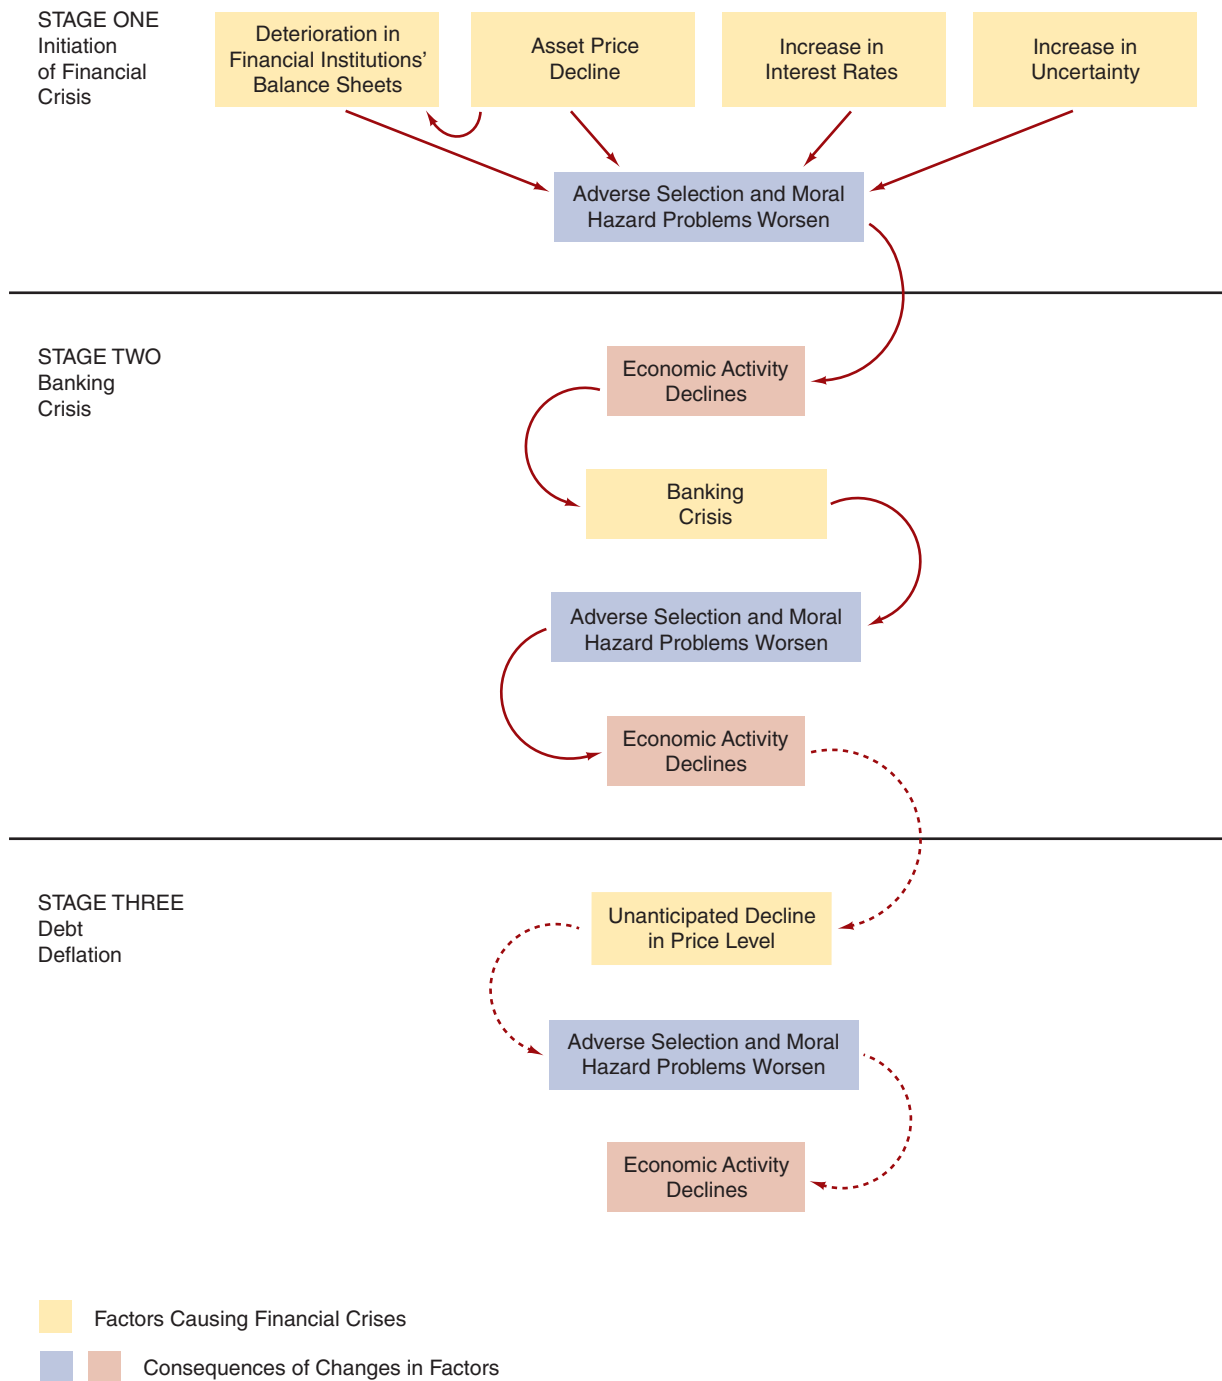 STAGE ONE
Initiation
of Financial
Crisis
Deterioration in
Financial Institutions’
Balance Sheets
Asset Price
Decline
Increase in
Interest Rates
Increase in
Uncertainty
Adverse Selection and Moral
Hazard Problems Worsen
STAGE TWO
Banking
Crisis
Economic Activity
Declines
Banking
Crisis
Adverse Selection and Moral
Hazard Problems Worsen
Economic Activity
Declines
STAGE THREE
Debt
Deflation
Unanticipated Decline
in Price Level
Adverse Selection and Moral
Hazard Problems Worsen
Economic Activity
Declines
Factors Causing Financial Crises
Consequences of Changes in Factors